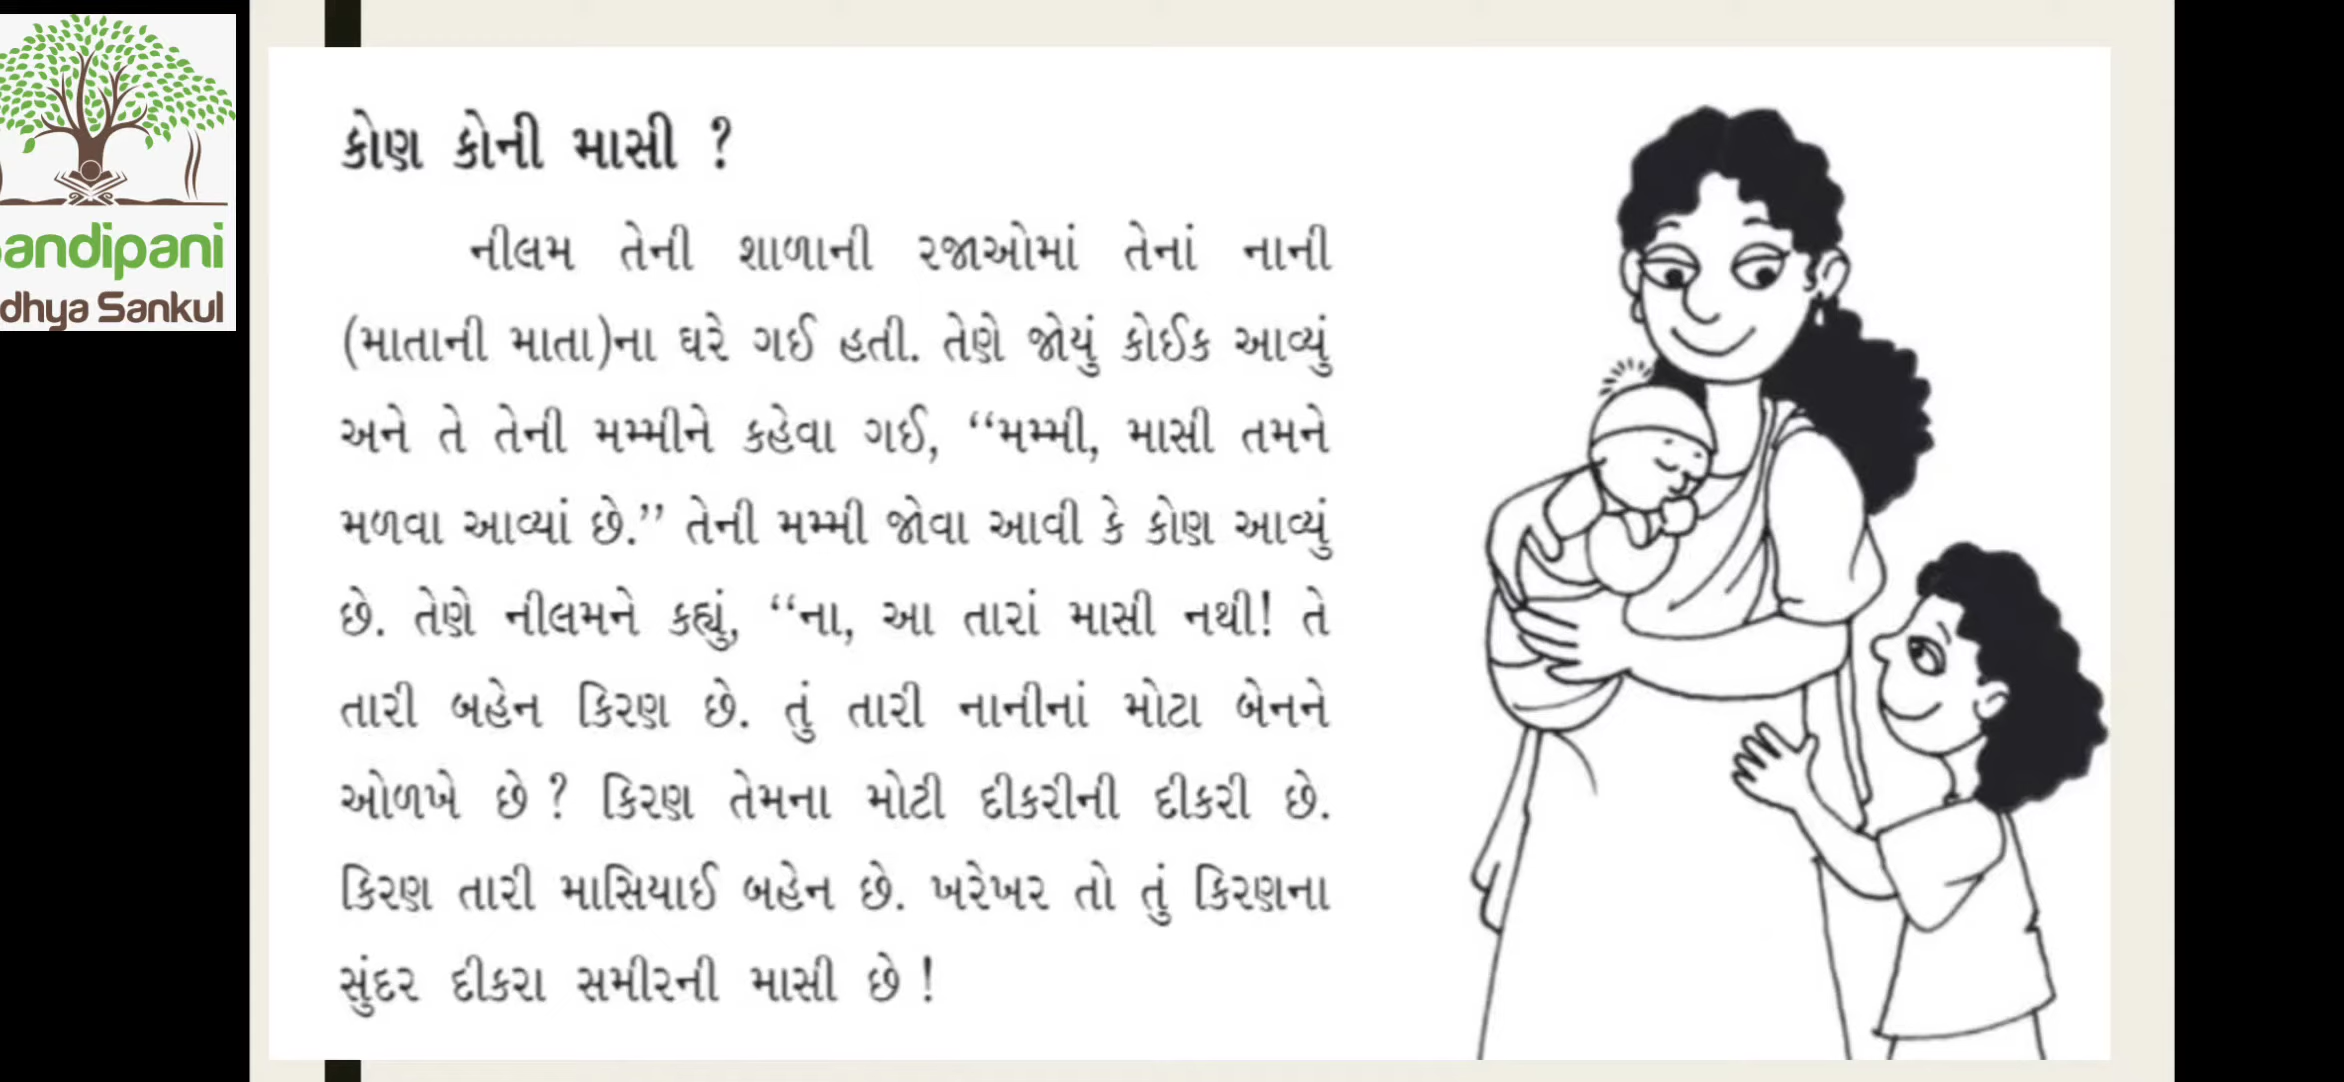 andipani
dhya Sankul
કોણ કોની માસી ?
નીલમ તેની શાળાની રજાઓમાં તેનાં નાની
(માતાની માતા)ના ઘરે ગઈ હતી. તેણે જોયું કોઈક આવ્યું
અને તે તેની મમ્મીને કહેવા ગઈ, ‘‘મમ્મી, માસી તમને
મળવા આવ્યાં છે.’’ તેની મમ્મી જોવા આવી કે કોણ આવ્યું
છે. તેણે નીલમને કહ્યું, ‘‘ના, આ તારાં માસી નથી! તે
તારી બહેન કિરણ છે. તું તારી નાનીનાં મોટા બેનને
ઓળખે છે ? કિરણ તેમના મોટી દીકરીની દીકરી છે.
કિરણ તારી માસિયાઈ બહેન છે. ખરેખર તો તું કિરણના
સુંદર દીકરા સમીરની માસી છે !